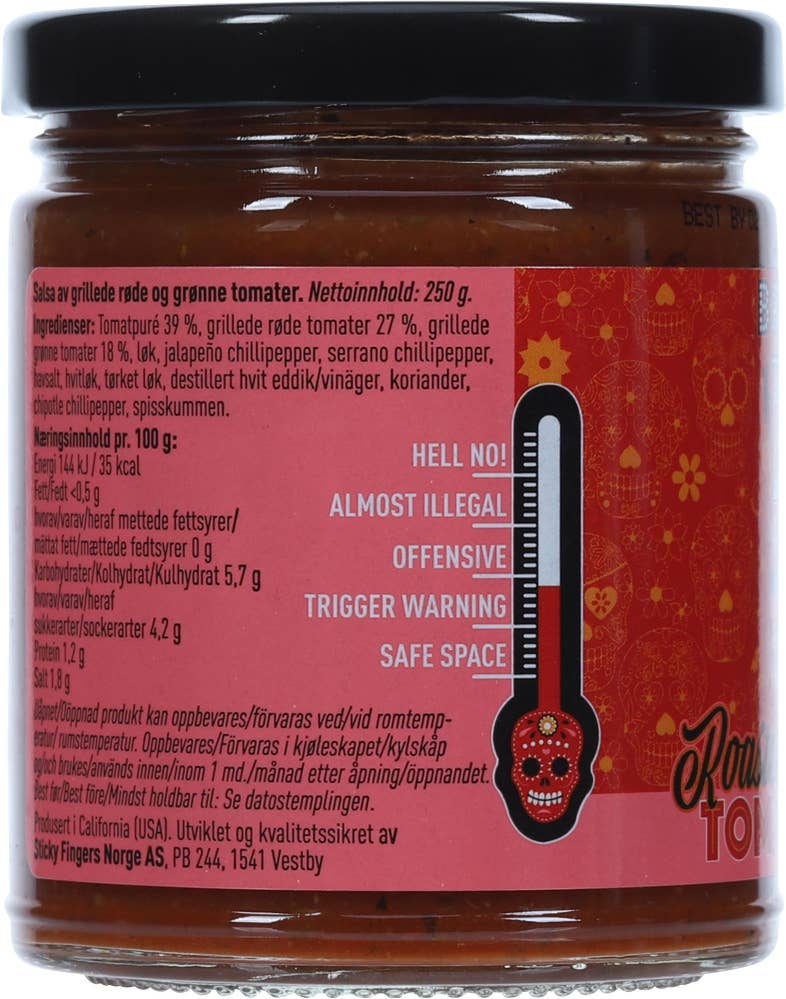 BEST BY
Salsa av grillede røde og grønne tomater. Nettoinnhold: 250 g.
Ingredienser: Tomatpuré 39 %, grillede røde tomater 27 %, grillede
grønne tomater 18 %, løk, jalapeño chillipepper, serrano chillipepper,
havsalt, hvitløk, tørket løk, destillert hvit eddik/vinäger, koriander,
chipotle chillipepper, spisskummen.
Næringsinnhold pr. 100 g:
Energi 144 kJ / 35 kcal
Fett/Fedt <0,5 g
hvorav/varav/heraf mettede fettsyrer/
mättat fett/mættede fedtsyrer 0 g
Karbohydrater/Kolhydrat/Kulhydrat 5,7 g
hvorav/varav/heraf
sukkerarter/sockerarter 4,2 g
Protein 1,2 g
Salt 1,8 g
Uåpnet/Oöppnad produkt kan oppbevares/förvaras ved/vid romtemp-
eratur/rumstemperatur. Oppbevares/Förvaras i kjøleskapet/kylskåp
og/och brukes/används innen/inom 1 md./månad etter åpning/öppnandet.
Best før/Best före/Mindst holdbar til: Se datostemplingen.
Produsert i California (USA). Utviklet og kvalitetssikret av
Sticky Fingers Norge AS, PB 244, 1541 Vestby
HELL NO!
ALMOST ILLEGAL
OFFENSIVE
TRIGGER WARNING
SAFE SPACE
Roas
TOM